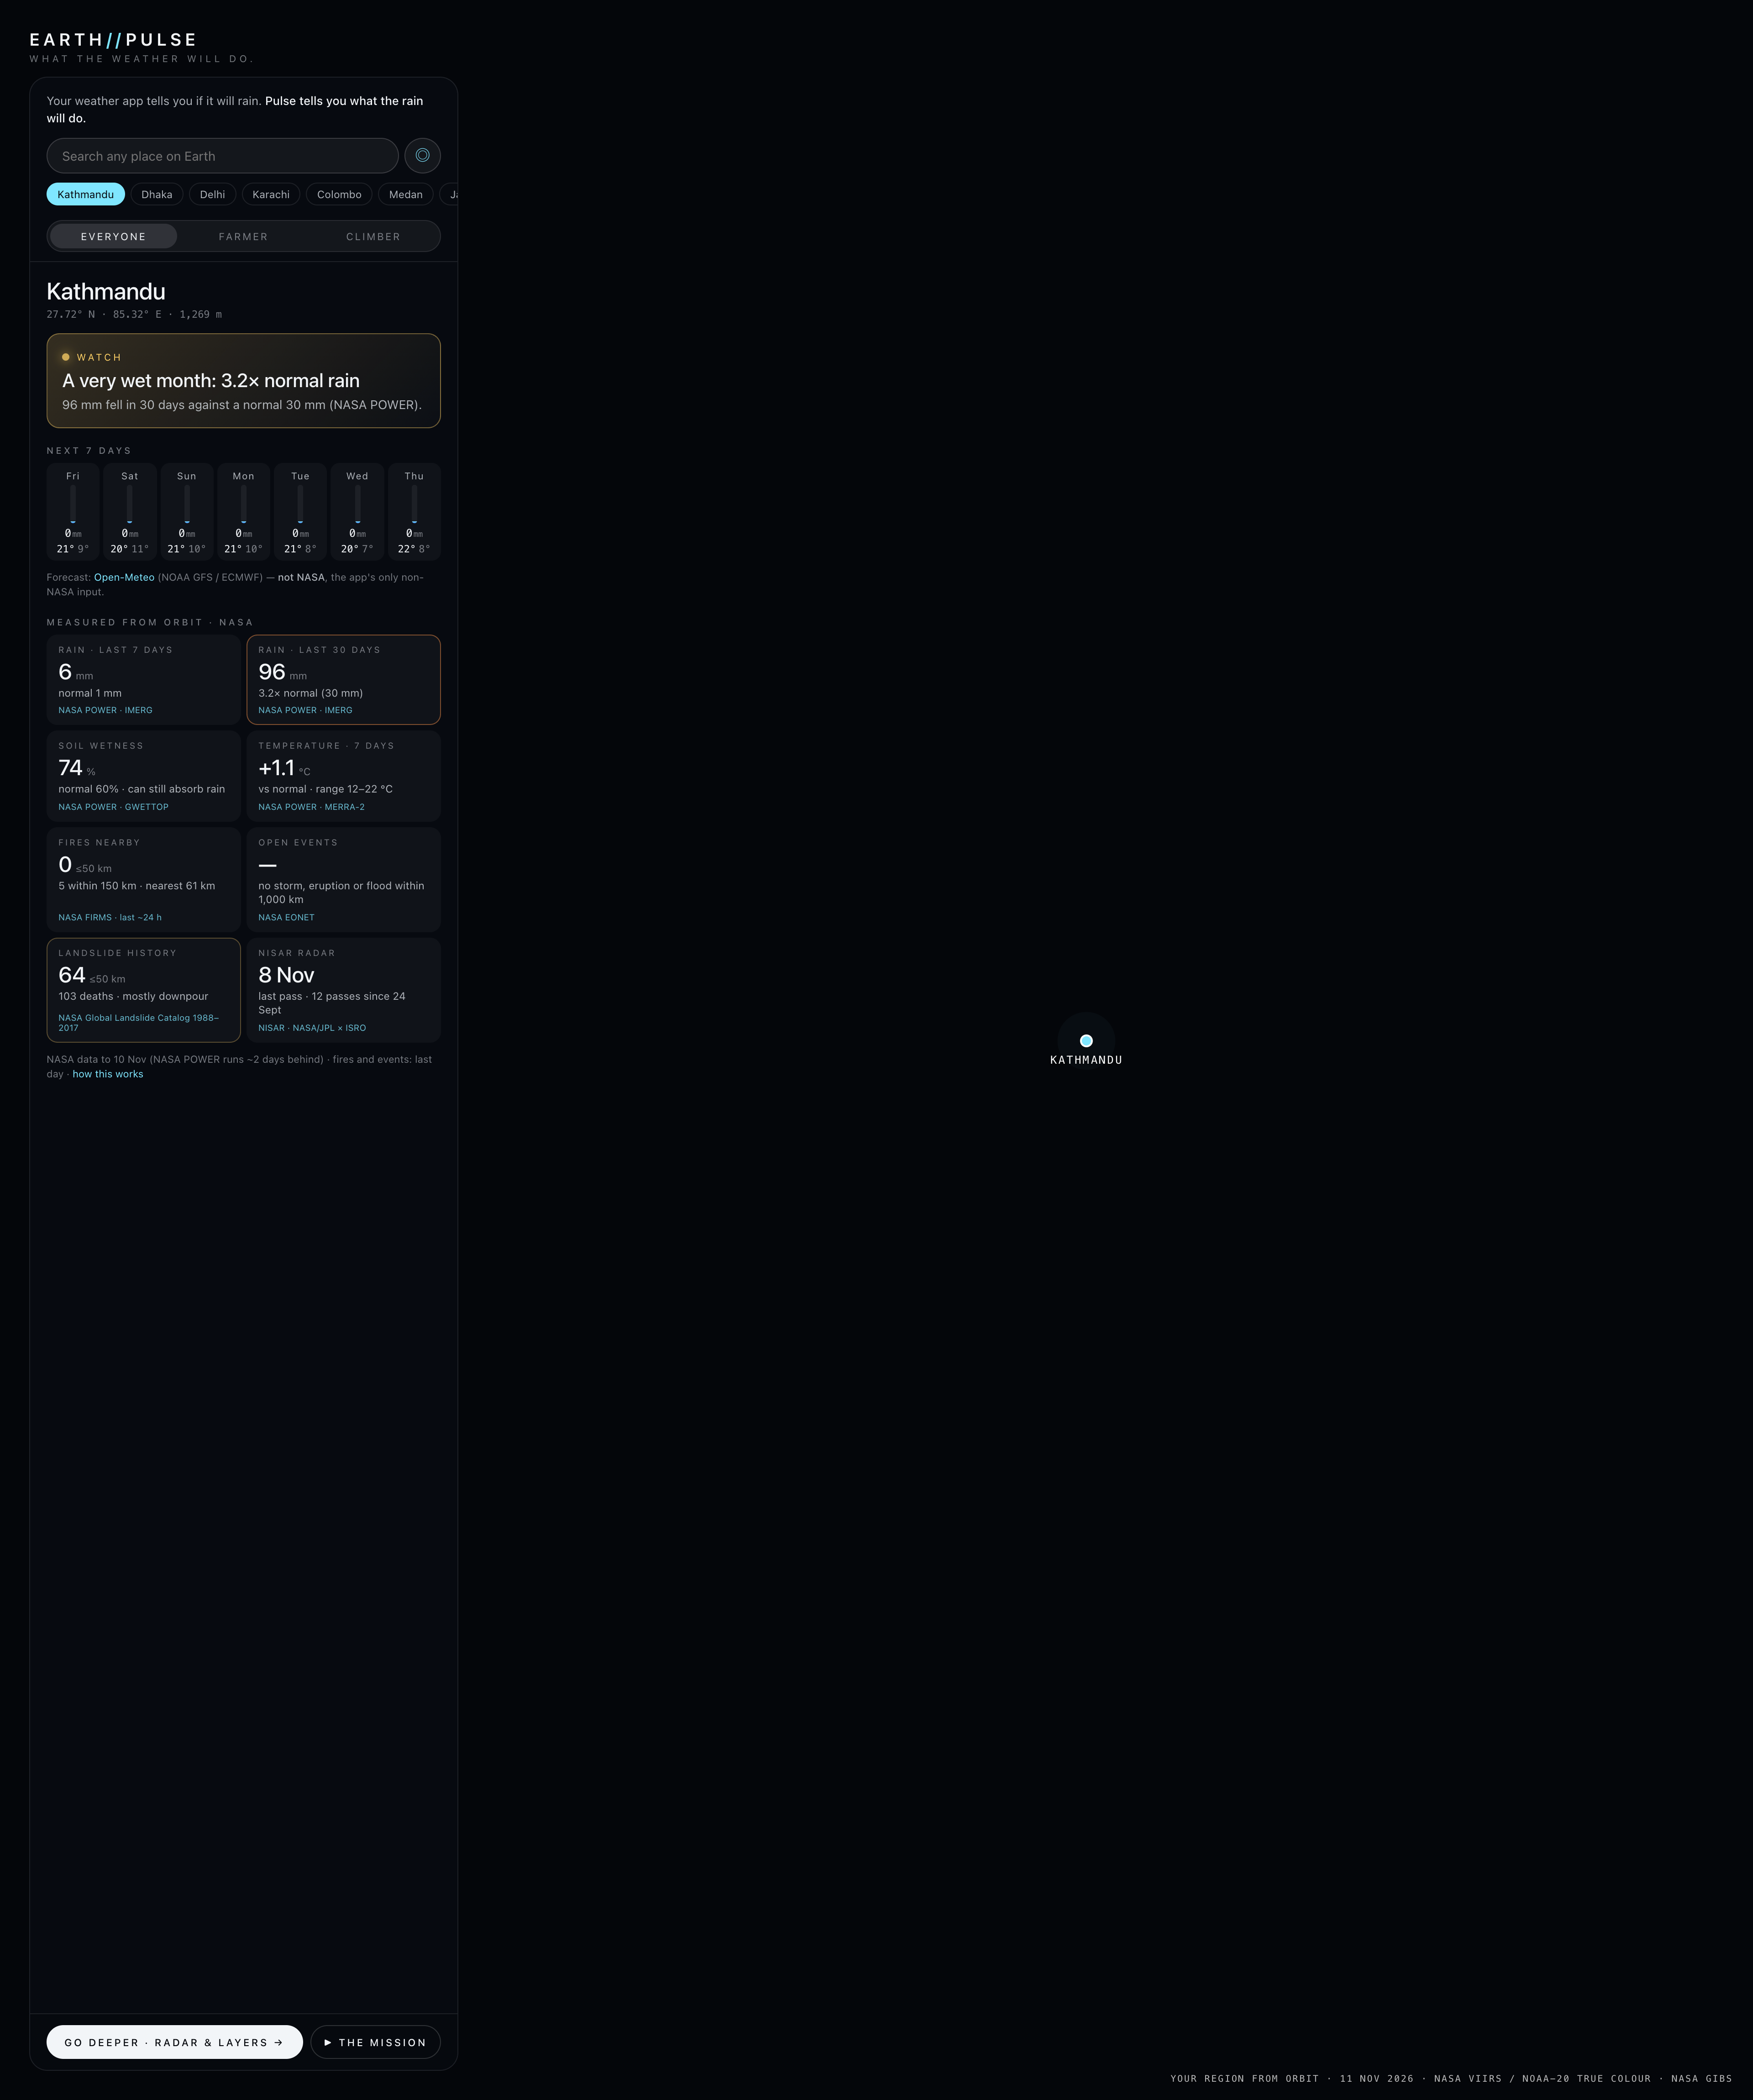 EARTH//PULSE
WHAT THE WEATHER WILL DO.
Your weather app tells you if it will rain. Pulse tells you what the rain
will do.
Search any place on Earth
Kathmandu Dhaka Delhi Karachi Colombo Medan
EVERYONE FARMER CLIMBER
Kathmandu
27.72° N · 85.32° E · 1,269 m
WATCH
A very wet month: 3.2× normal rain
96 mm fell in 30 days against a normal 30 mm (NASA POWER).
NEXT 7 DAYS
Fri Sat Sun Mon Tue Wed Thu
0mm 0mm 0mm 0mm 0mm 0mm 0mm
21° 9° 20° 11° 21° 10° 21° 10° 21° 8° 20° 7° 22° 8°
Forecast: Open-Meteo (NOAA GFS / ECMWF) — not NASA, the app's only non-
NASA input.
MEASURED FROM ORBIT · NASA
RAIN · LAST 7 DAYS
6 mm
normal 1 mm
NASA POWER · IMERG
RAIN · LAST 30 DAYS
96 mm
3.2× normal (30 mm)
NASA POWER · IMERG
SOIL WETNESS
74 %
normal 60% · can still absorb rain
NASA POWER · GWETTOP
TEMPERATURE · 7 DAYS
+1.1 °C
vs normal · range 12–22 °C
NASA POWER · MERRA-2
FIRES NEARBY
0 ≤50 km
5 within 150 km · nearest 61 km
NASA FIRMS · last ~24 h
OPEN EVENTS
—
no storm, eruption or flood within
1,000 km
NASA EONET
LANDSLIDE HISTORY
64 ≤50 km
103 deaths · mostly downpour
NASA Global Landslide Catalog 1988–
2017
NISAR RADAR
8 Nov
last pass · 12 passes since 24
Sept
NISAR · NASA/JPL × ISRO
NASA data to 10 Nov (NASA POWER runs ~2 days behind) · fires and events: last
day · how this works
KATHMANDU
GO DEEPER · RADAR & LAYERS →
▶ THE MISSION
YOUR REGION FROM ORBIT · 11 NOV 2026 · NASA VIIRS / NOAA-20 TRUE COLOUR · NASA GIBS